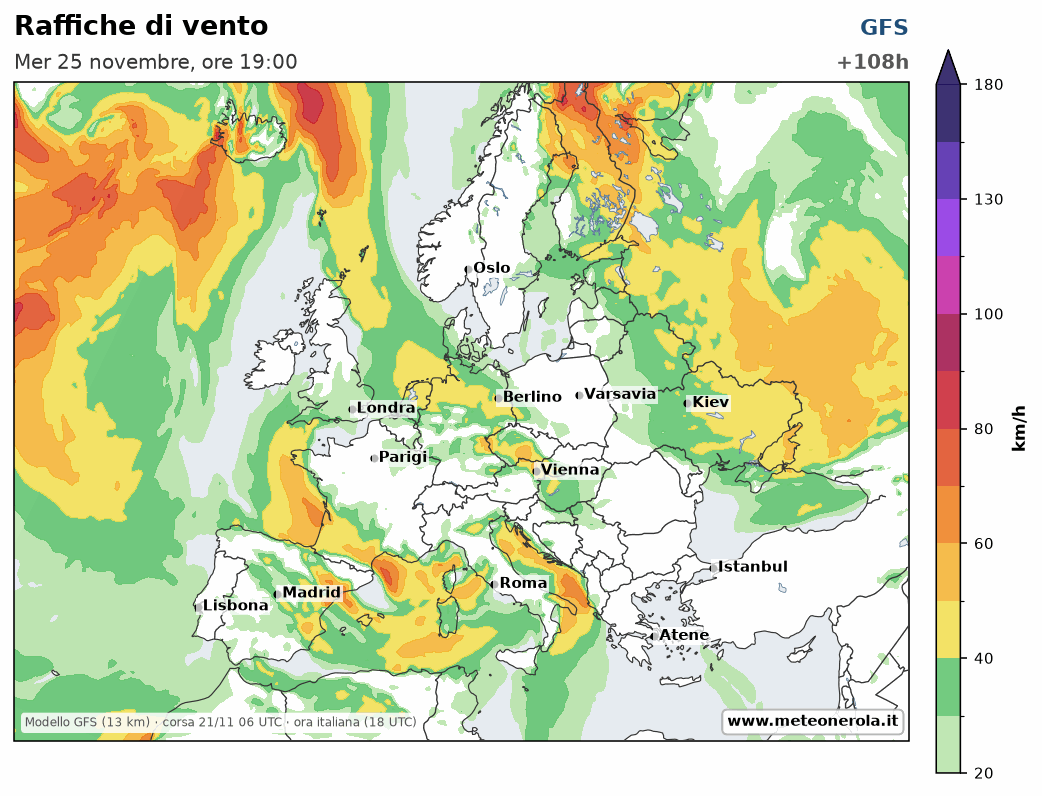 Raffiche di vento
GFS
Mer 25 novembre, ore 19:00
+108h
180
130
100
80
60
40
20
km/h
Oslo
Londra
Berlino
Varsavia
Kiev
Parigi
Vienna
Istanbul
Roma
Madrid
Lisbona
Atene
Modello GFS (13 km) · corsa 21/11 06 UTC · ora italiana (18 UTC)
www.meteonerola.it